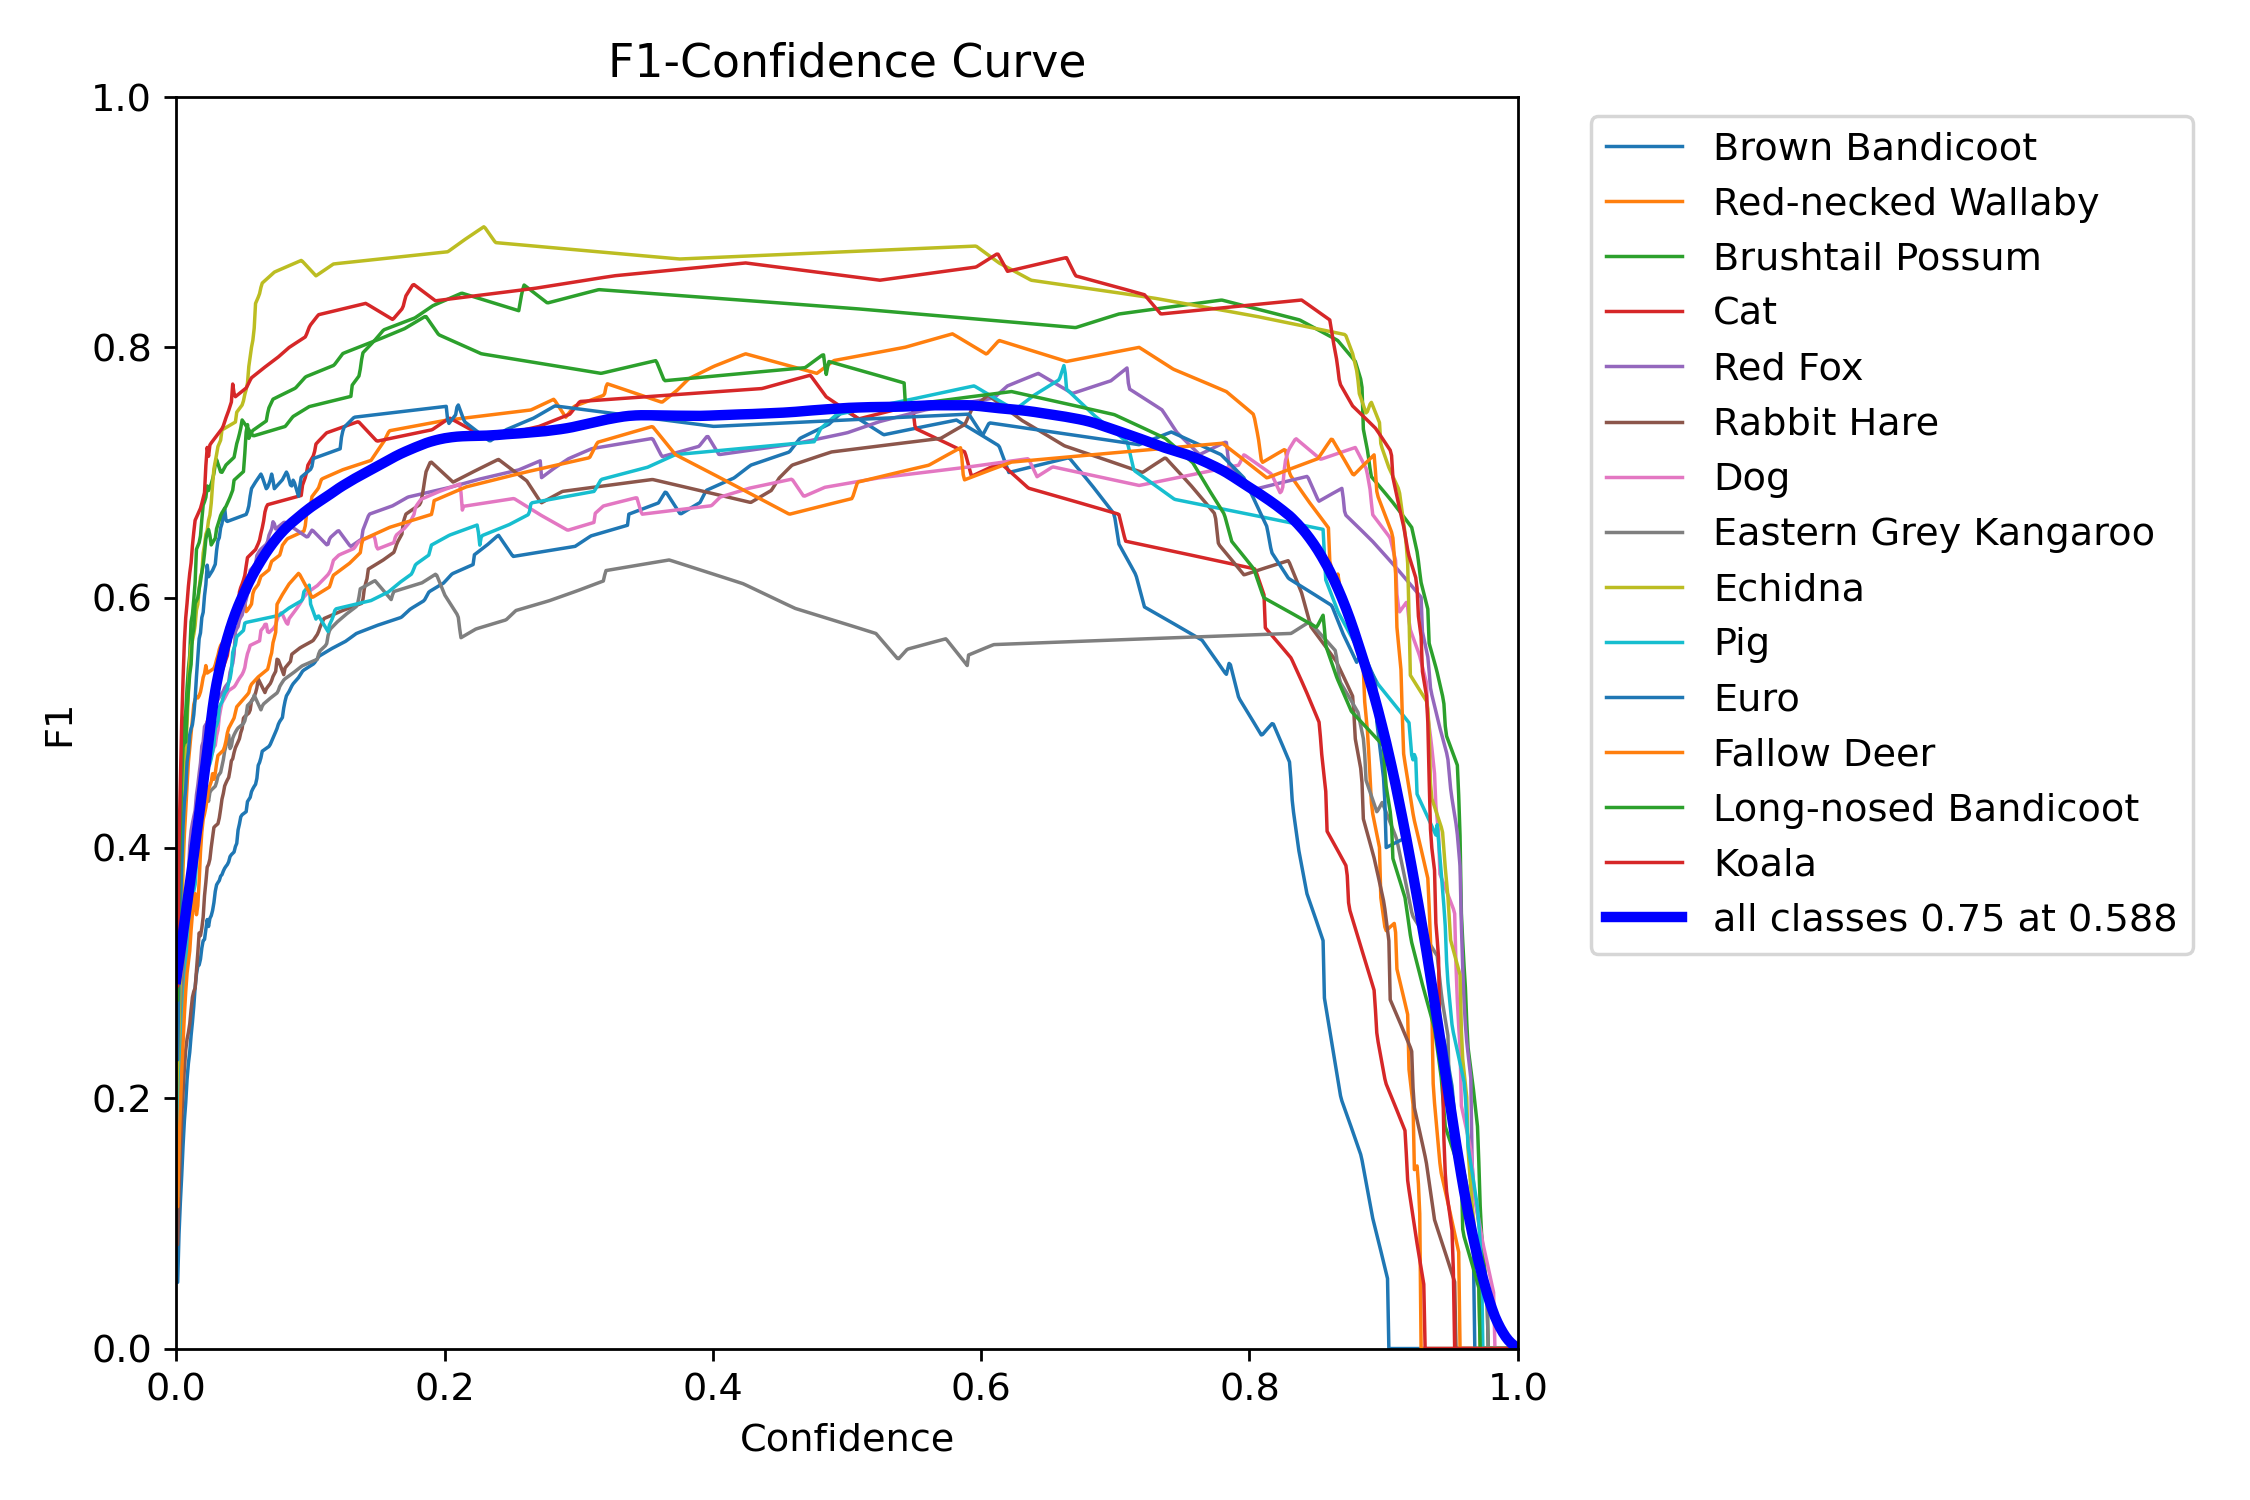 F1-Confidence Curve
1.0
0.8
0.6
0.4
0.2
0.0
F1
0.0 0.2 0.4 0.6 0.8 1.0
Confidence
Brown Bandicoot
Red-necked Wallaby
Brushtail Possum
Cat
Red Fox
Rabbit Hare
Dog
Eastern Grey Kangaroo
Echidna
Pig
Euro
Fallow Deer
Long-nosed Bandicoot
Koala
all classes 0.75 at 0.588